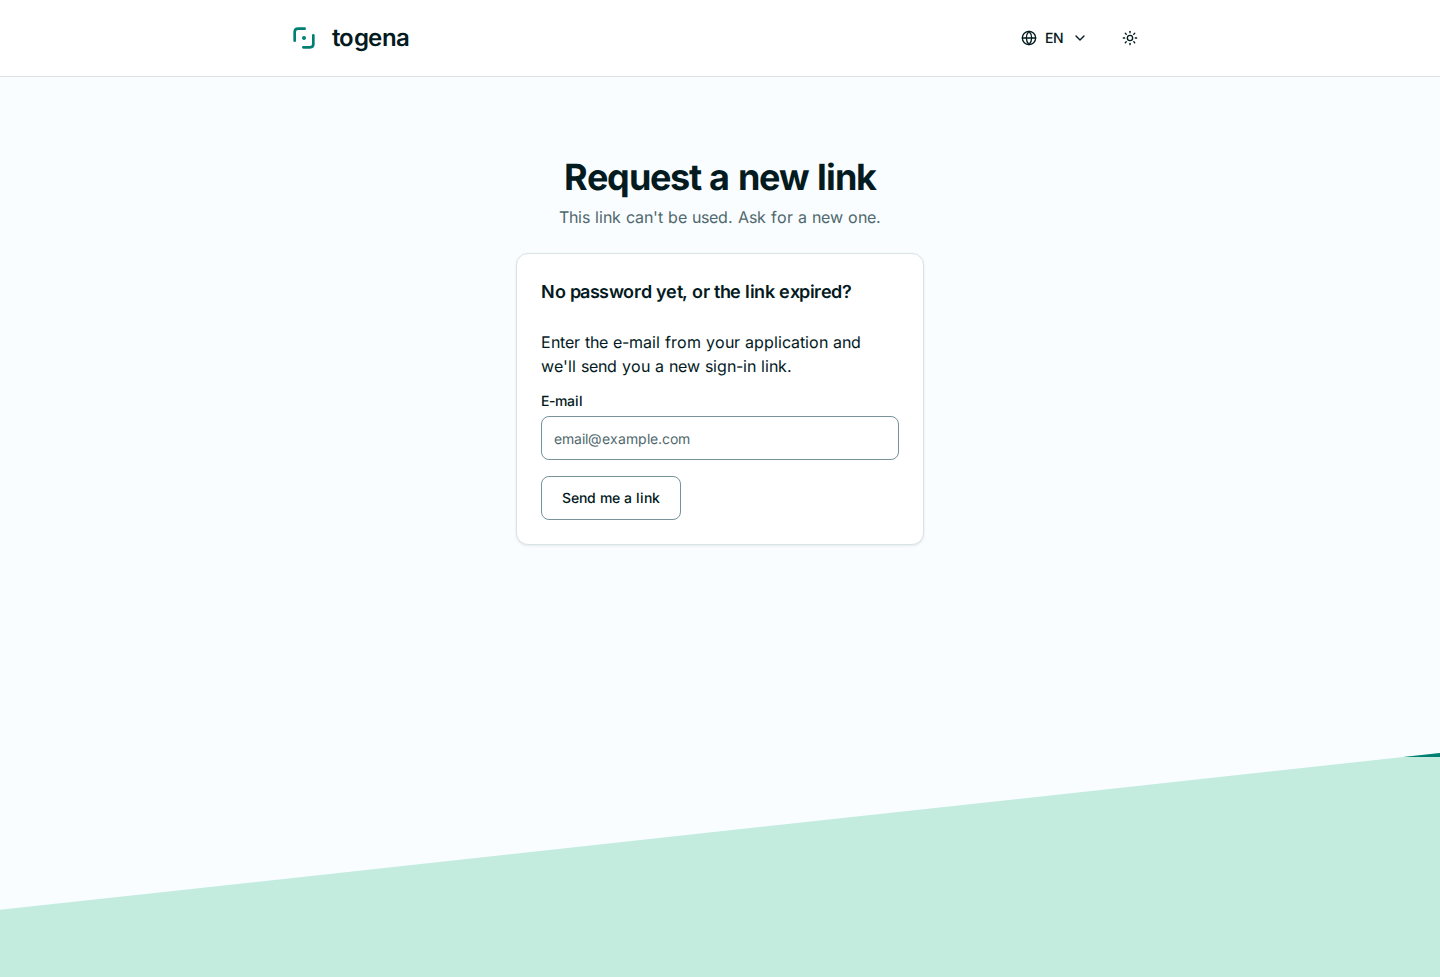 togena
EN
Request a new link
This link can't be used. Ask for a new one.
No password yet, or the link expired?
Enter the e-mail from your application and
we'll send you a new sign-in link.
E-mail
email@example.com
Send me a link